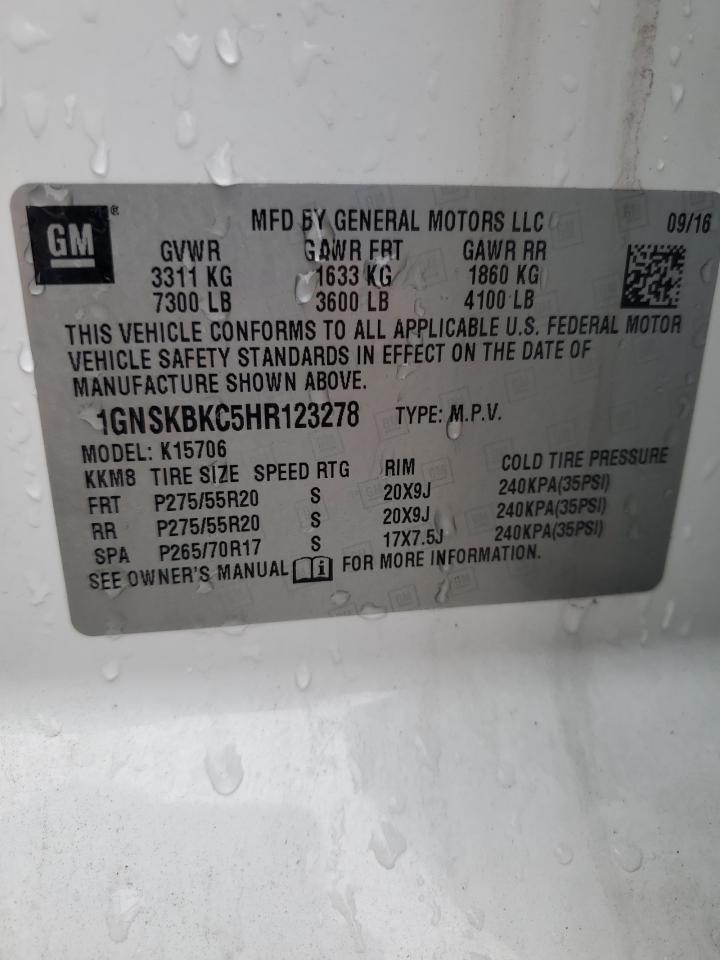 GM® MFD BY GENERAL MOTORS LLC 09/16
GVWR GAWR FRT GAWR RR
3311 KG 1633 KG 1860 KG
7300 LB 3600 LB 4100 LB
THIS VEHICLE CONFORMS TO ALL APPLICABLE U.S. FEDERAL MOTOR
VEHICLE SAFETY STANDARDS IN EFFECT ON THE DATE OF
MANUFACTURE SHOWN ABOVE.
1GNSKBKC5HR123278 TYPE: M.P.V.
MODEL: K15706
KKM8 TIRE SIZE SPEED RTG RIM COLD TIRE PRESSURE
FRT P275/55R20 S 20X9J 240KPA(35PSI)
RR P275/55R20 S 20X9J 240KPA(35PSI)
SPA P265/70R17 S 17X7.5J 240KPA(35PSI)
SEE OWNER'S MANUAL FOR MORE INFORMATION.